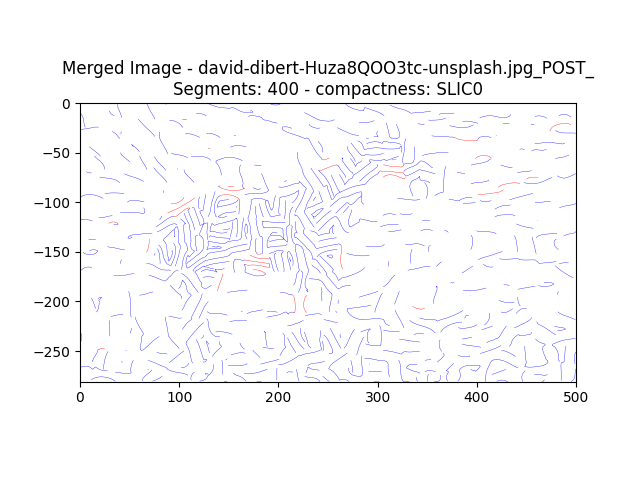 Merged Image - david-dibert-Huza8QOO3tc-unsplash.jpg_POST_
Segments: 400 - compactness: SLIC0
0
−50
−100
−150
−200
−250
0 100 200 300 400 500